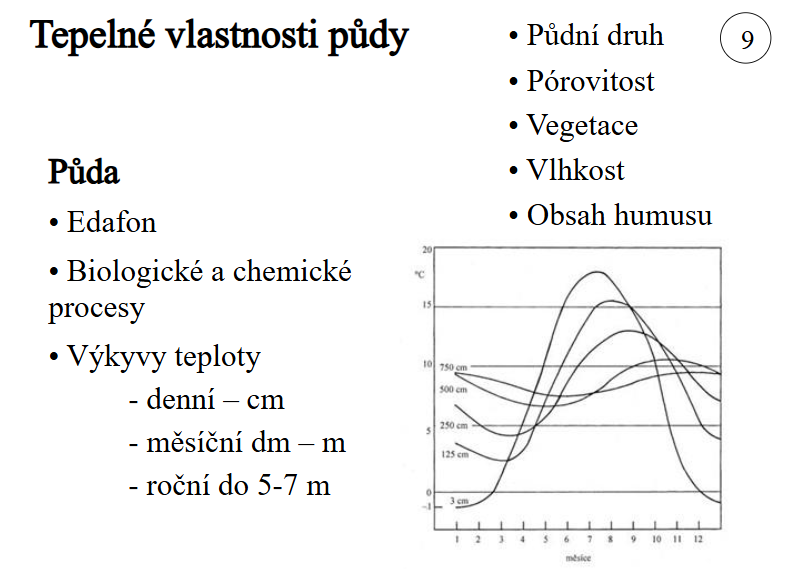 Tepelné vlastnosti půdy
• Půdní druh
• Pórovitost
• Vegetace
• Vlhkost
• Obsah humusu
9
Půda
• Edafon
• Biologické a chemické
procesy
• Výkyvy teploty
- denní – cm
- měsíční dm – m
- roční do 5-7 m
20
°C
15
10
750 cm
500 cm
250 cm
5
125 cm
0
3 cm
-1
1 2 3 4 5 6 7 8 9 10 11 12
měsíce